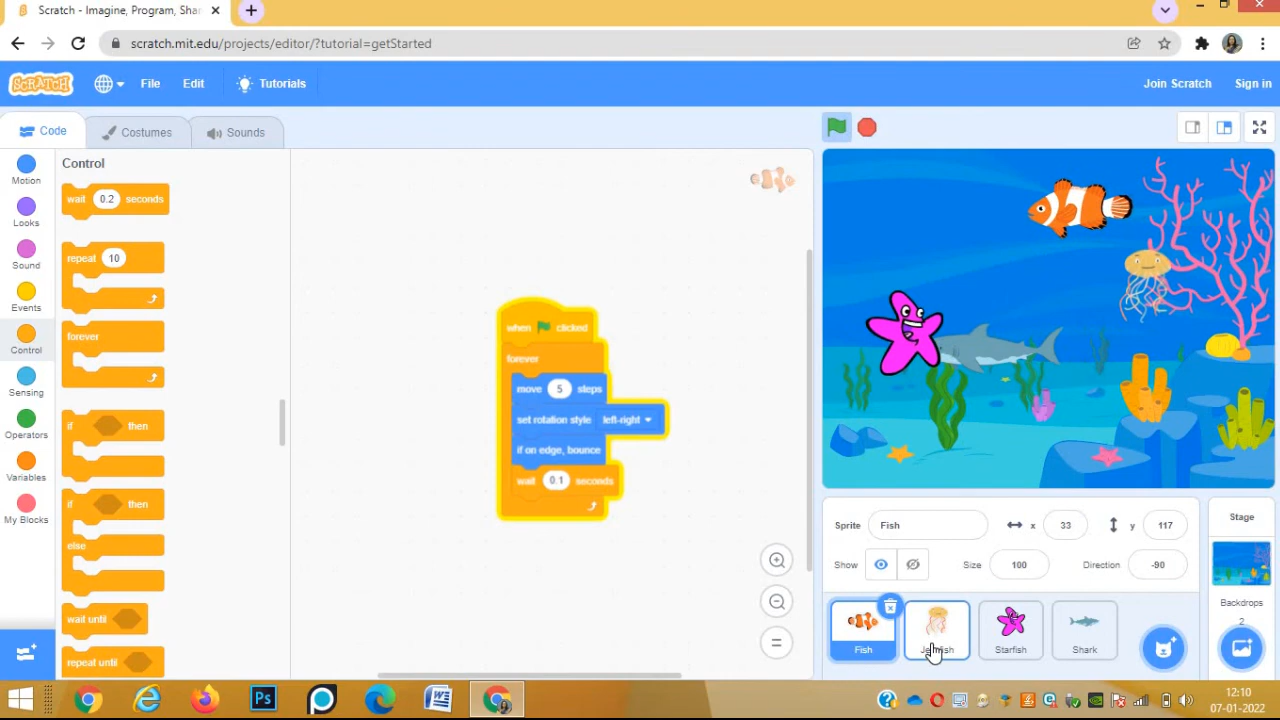 Scratch - Imagine, Program, Sha
scratch.mit.edu/projects/editor/?tutorial=getStarted
SCRATCH File Edit Tutorials Join Scratch Sign in
Code Costumes Sounds
Motion
Looks
Sound
Events
Control
Sensing
Operators
Variables
My Blocks
Control
wait 0.2 seconds
repeat 10
forever
if then
if then
else
wait until
repeat until
when clicked
forever
move 5 steps
set rotation style left-right
if on edge, bounce
wait 0.1 seconds
Sprite Fish x 33 y 117
Show Size 100 Direction -90
Fish Jellyfish Starfish Shark
Stage
Backdrops
2
12:10
07-01-2022